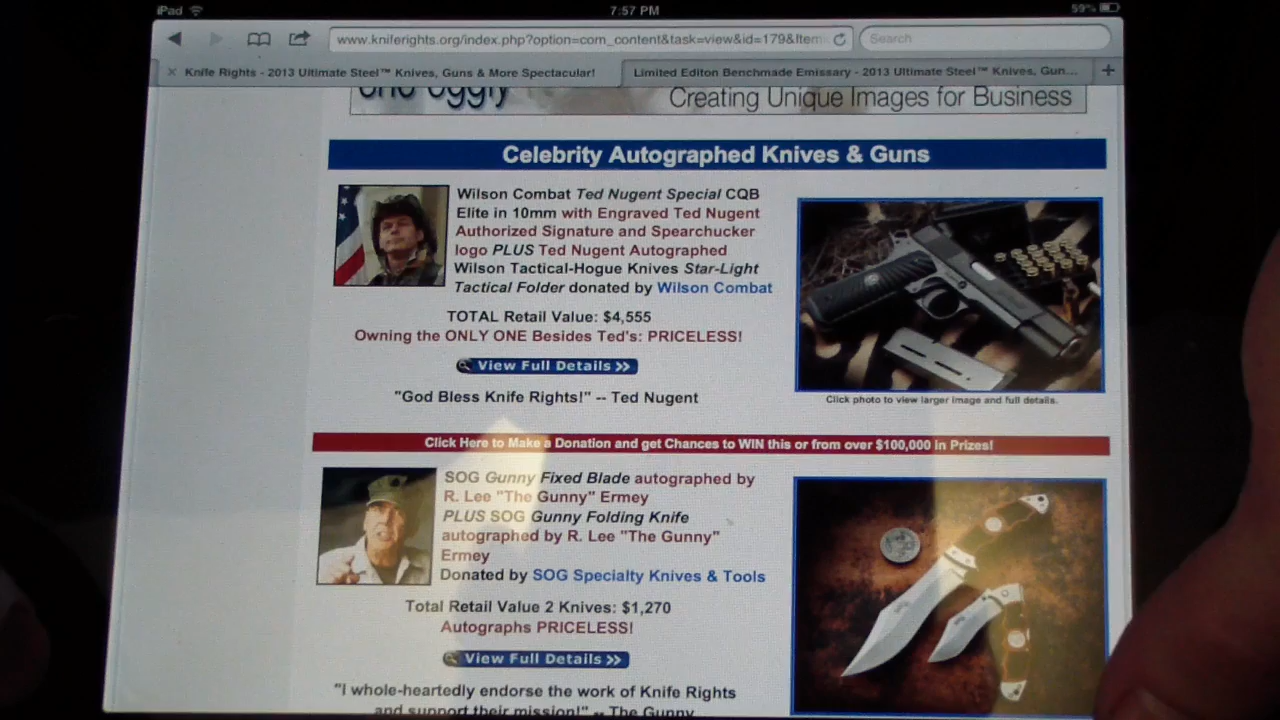 iPad
7:57 PM
59%
www.kniferights.org/index.php?option=com_content&task=view&id=179&Item
Search
Knife Rights - 2013 Ultimate Steel™ Knives, Guns & More Spectacular!
Limited Editon Benchmade Emissary - 2013 Ultimate Steel™ Knives, Gun...
Creating Unique Images for Business
Celebrity Autographed Knives & Guns
Wilson Combat Ted Nugent Special CQB
Elite in 10mm with Engraved Ted Nugent
Authorized Signature and Spearchucker
logo PLUS Ted Nugent Autographed
Wilson Tactical-Hogue Knives Star-Light
Tactical Folder donated by Wilson Combat
TOTAL Retail Value: $4,555
Owning the ONLY ONE Besides Ted's: PRICELESS!
View Full Details >>
"God Bless Knife Rights!" -- Ted Nugent
Click photo to view larger image and full details.
Click Here to Make a Donation and get Chances to WIN this or from over $100,000 in Prizes!
SOG Gunny Fixed Blade autographed by
R. Lee "The Gunny" Ermey
PLUS SOG Gunny Folding Knife
autographed by R. Lee "The Gunny"
Ermey
Donated by SOG Specialty Knives & Tools
Total Retail Value 2 Knives: $1,270
Autographs PRICELESS!
View Full Details >>
"I whole-heartedly endorse the work of Knife Rights
and support their mission!" -- The Gunny